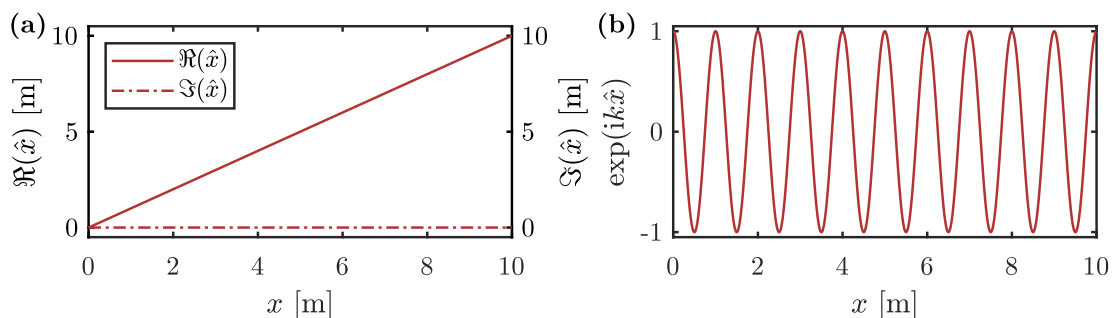 (a)
ℜ(x̂) [m]
10
5
0
ℜ(x̂)
ℑ(x̂)
10
5
0
ℑ(x̂) [m]
0 2 4 6 8 10
x [m]
(b)
exp(ikx̂)
1
0
-1
0 2 4 6 8 10
x [m]